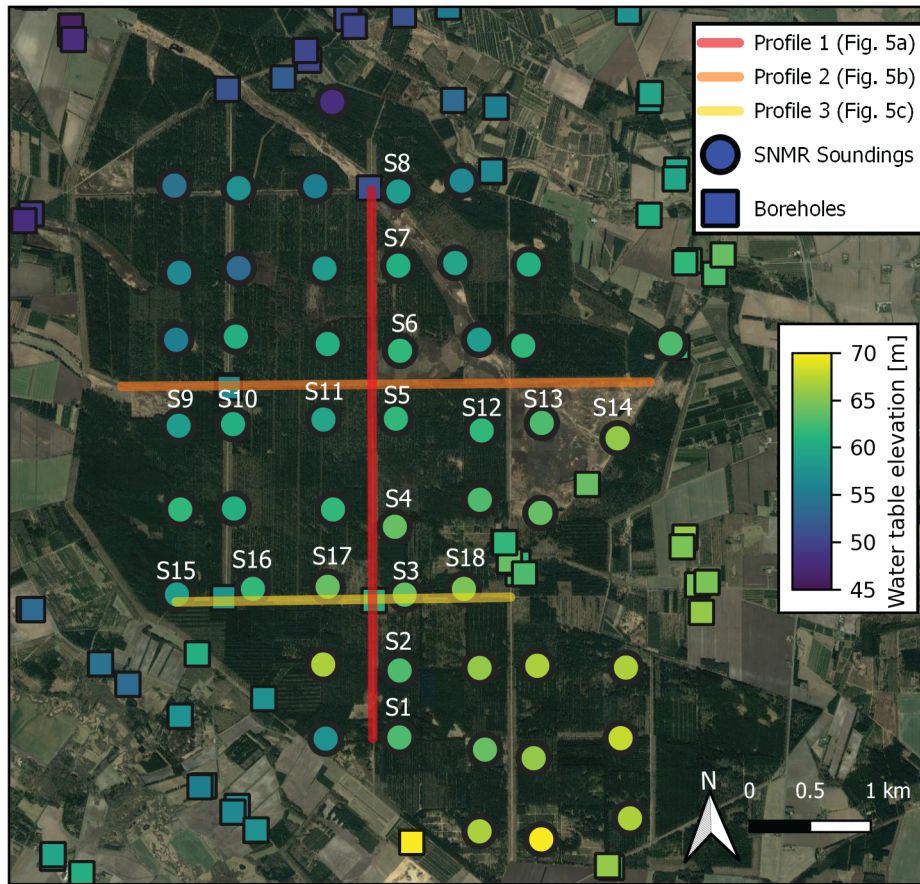 Profile 1 (Fig. 5a)
Profile 2 (Fig. 5b)
Profile 3 (Fig. 5c)
SNMR Soundings
Boreholes
S8
S7
S6
S9 S10 S11 S5 S12 S13 S14
S4
S15 S16 S17 S3 S18
S2
S1
70
65
60
55
50
45
Water table elevation [m]
N
0 0.5 1 km